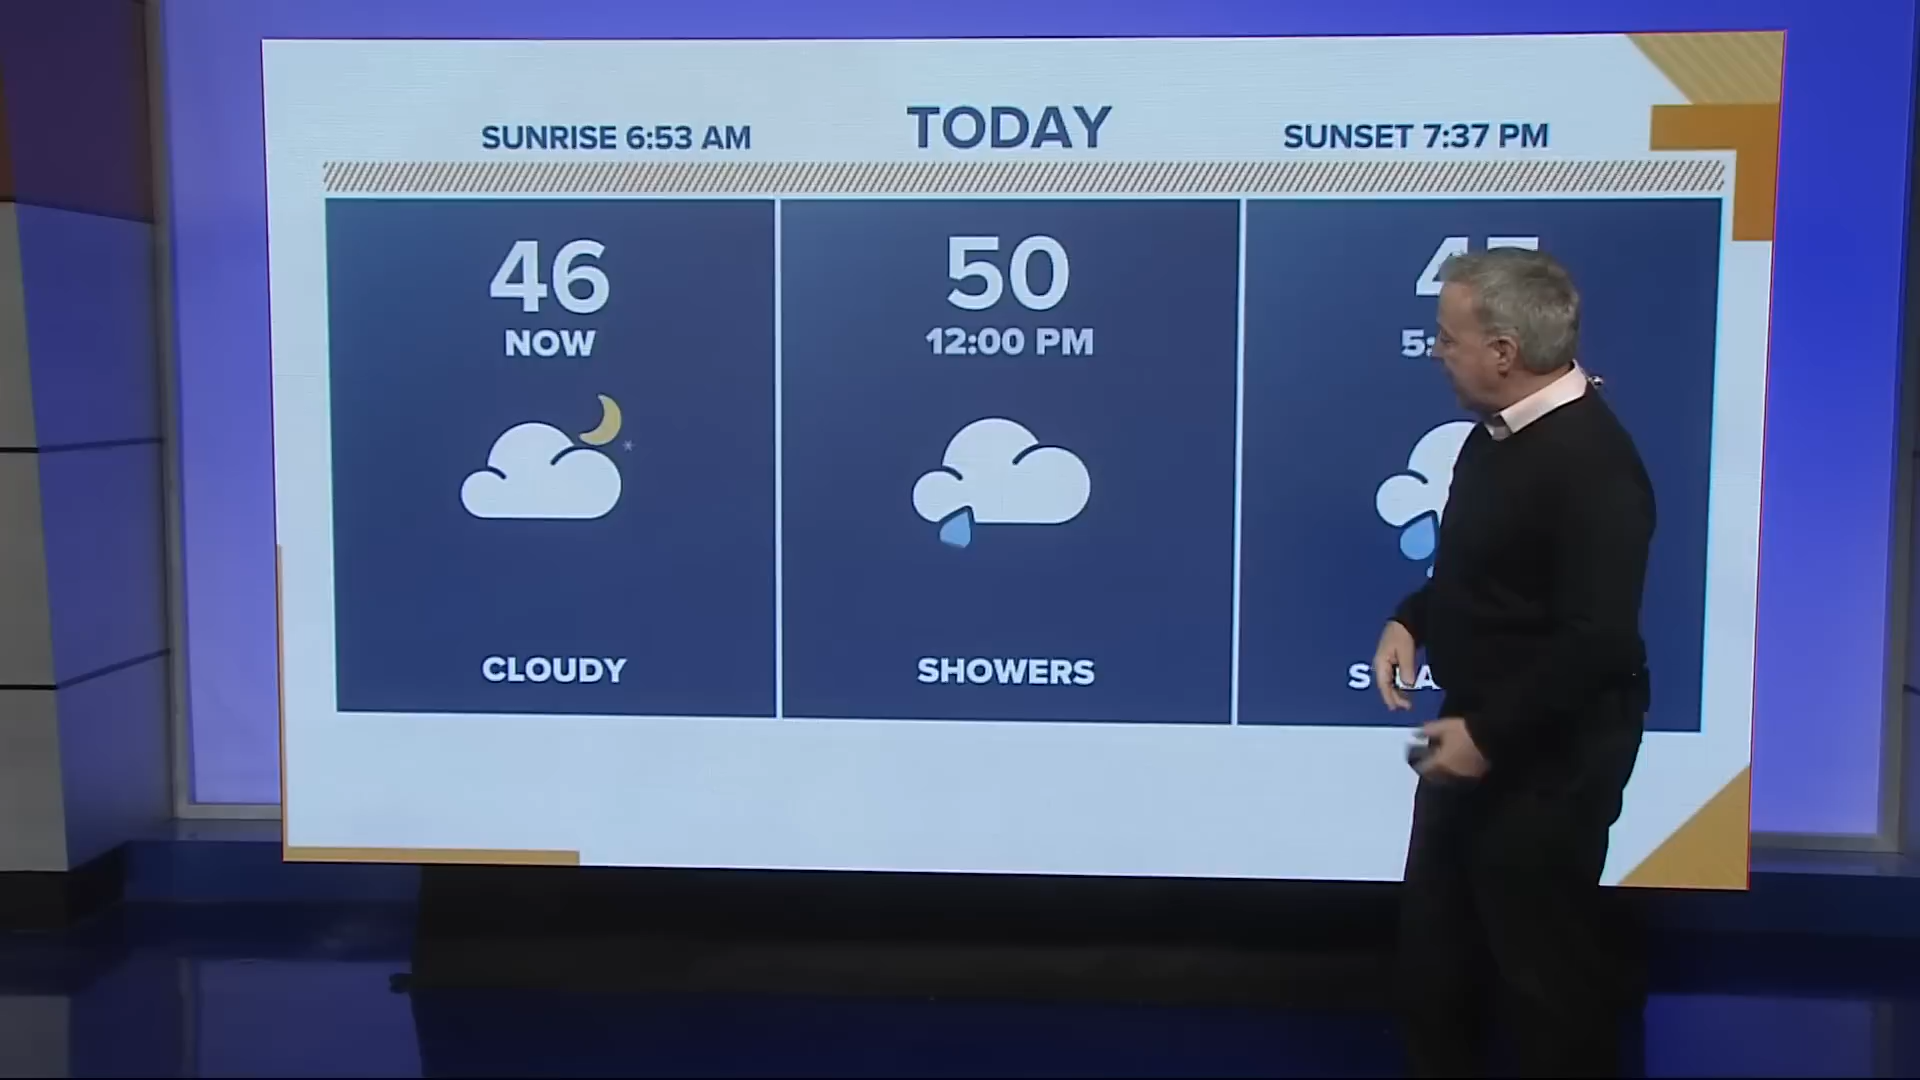 SUNRISE 6:53 AM
TODAY
SUNSET 7:37 PM
46
NOW
CLOUDY
50
12:00 PM
SHOWERS